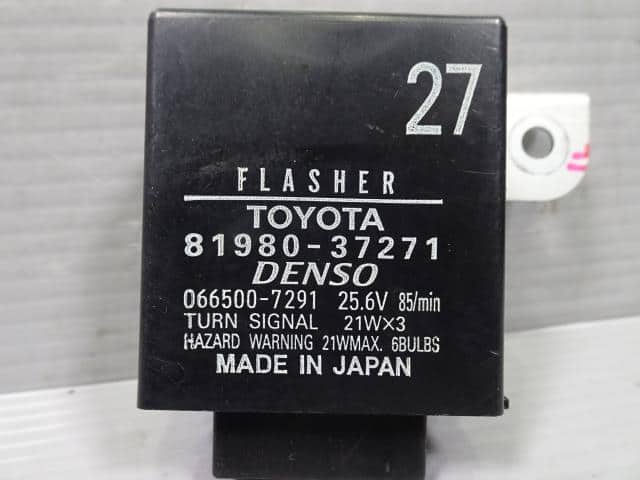 27
FLASHER
TOYOTA
81980-37271
DENSO
066500-7291 25.6V 85/min
TURN SIGNAL 21W×3
HAZARD WARNING 21WMAX. 6BULBS
MADE IN JAPAN